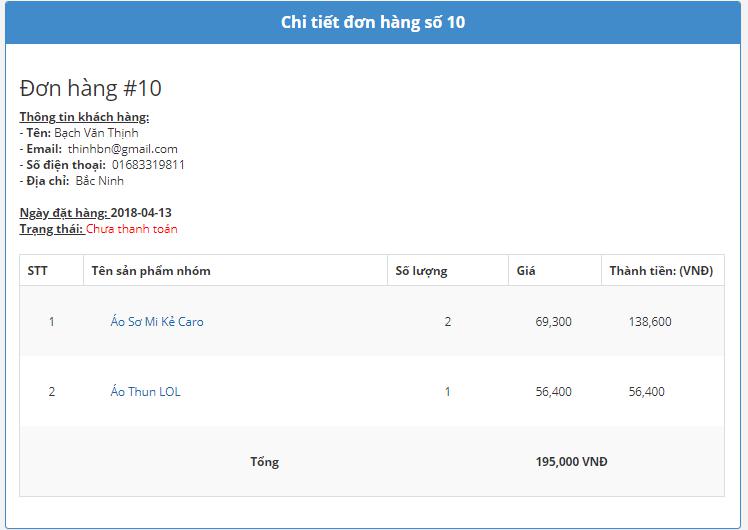 Chi tiết đơn hàng số 10
Đơn hàng #10
Thông tin khách hàng:
- Tên: Bạch Văn Thịnh
- Email: thinhbn@gmail.com
- Số điện thoại: 01683319811
- Địa chỉ: Bắc Ninh
Ngày đặt hàng: 2018-04-13
Trạng thái: Chưa thanh toán
STT Tên sản phẩm nhóm Số lượng Giá Thành tiền: (VNĐ)
1 Áo Sơ Mi Kẻ Caro 2 69,300 138,600
2 Áo Thun LOL 1 56,400 56,400
Tổng 195,000 VNĐ